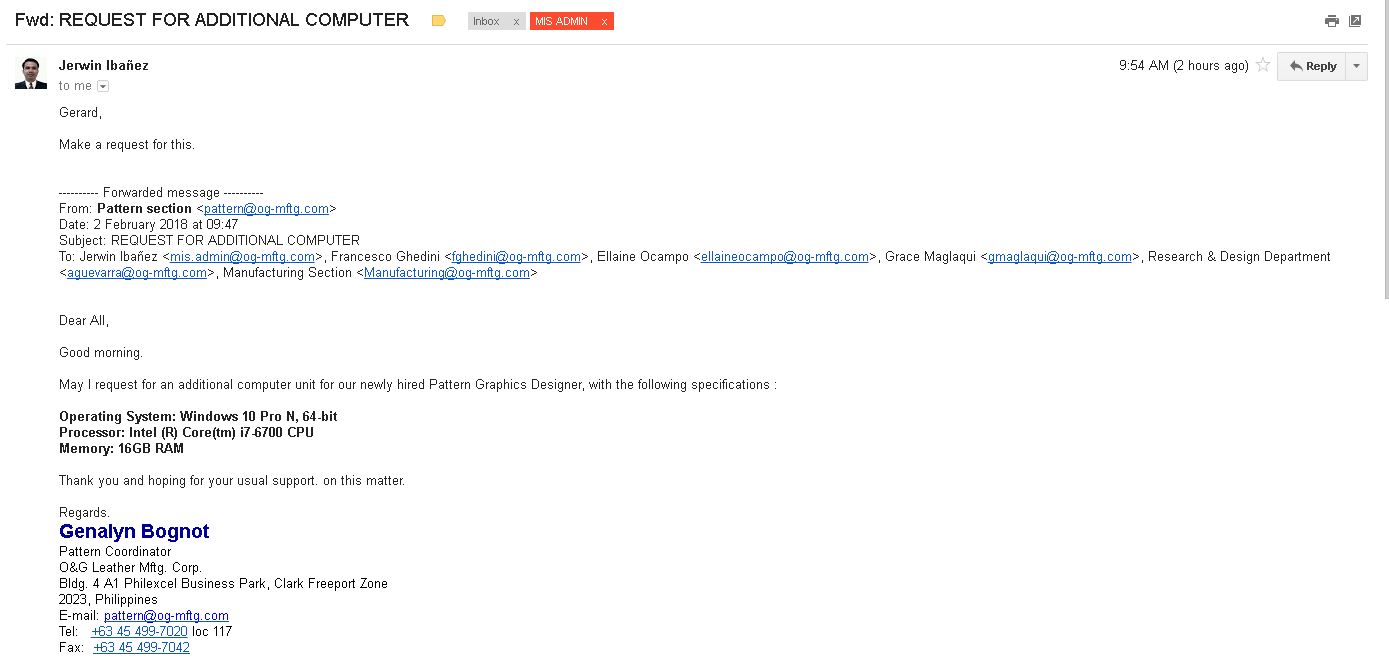 Fwd: REQUEST FOR ADDITIONAL COMPUTER Inbox x MIS ADMIN x
Jerwin Ibañez 9:54 AM (2 hours ago) Reply
to me
Gerard,
Make a request for this.
---------- Forwarded message ----------
From: Pattern section <pattern@og-mftg.com>
Date: 2 February 2018 at 09:47
Subject: REQUEST FOR ADDITIONAL COMPUTER
To: Jerwin Ibañez <mis.admin@og-mftg.com>, Francesco Ghedini <fghedini@og-mftg.com>, Ellaine Ocampo <ellaineocampo@og-mftg.com>, Grace Maglaqui <gmaglaqui@og-mftg.com>, Research & Design Department
<aguevarra@og-mftg.com>, Manufacturing Section <Manufacturing@og-mftg.com>
Dear All,
Good morning.
May I request for an additional computer unit for our newly hired Pattern Graphics Designer, with the following specifications :
Operating System: Windows 10 Pro N, 64-bit
Processor: Intel (R) Core(tm) i7-6700 CPU
Memory: 16GB RAM
Thank you and hoping for your usual support. on this matter.
Regards.
Genalyn Bognot
Pattern Coordinator
O&G Leather Mftg. Corp.
Bldg. 4 A1 Philexcel Business Park, Clark Freeport Zone
2023, Philippines
E-mail: pattern@og-mftg.com
Tel: +63 45 499-7020 loc 117
Fax: +63 45 499-7042